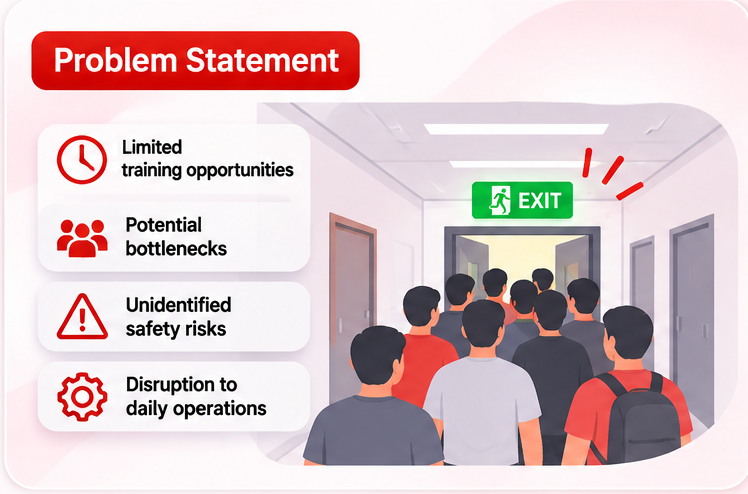 Problem Statement
Limited
training opportunities
Potential
bottlenecks
Unidentified
safety risks
Disruption to
daily operations
EXIT